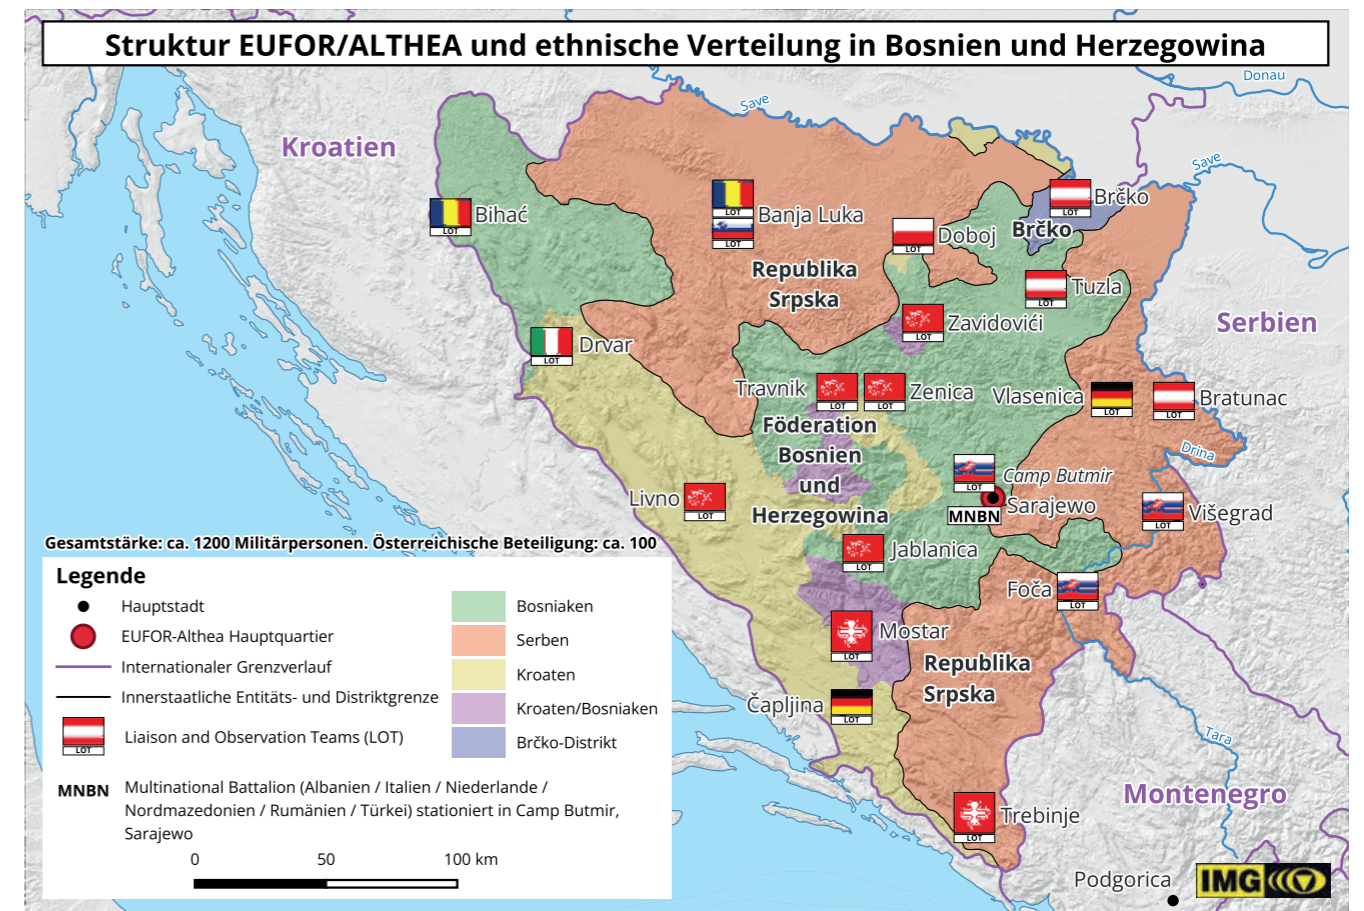 Struktur EUFOR/ALTHEA und ethnische Verteilung in Bosnien und Herzegowina
Donau
Save
Kroatien
Save
LOT
Bihać
LOT
LOT
Banja Luka
LOT
Doboj
LOT
Brčko
Brčko
Republika
Srpska
LOT
Tuzla
LOT
Zavidovići
Serbien
LOT
Drvar
Travnik
LOT
LOT
Zenica
Vlasenica
LOT
LOT
Bratunac
Föderation
Bosnien
und
Herzegowina
Drina
LOT
Camp Butmir
Sarajewo
MNBN
Livno
LOT
LOT
Višegrad
LOT
Jablanica
Foča
LOT
LOT
Mostar
Republika
Srpska
Čapljina
LOT
Tara
Montenegro
LOT
Trebinje
Podgorica
IMG
Gesamtstärke: ca. 1200 Militärpersonen. Österreichische Beteiligung: ca. 100
Legende
Hauptstadt
EUFOR-Althea Hauptquartier
Internationaler Grenzverlauf
Innerstaatliche Entitäts- und Distriktgrenze
LOT
Liaison and Observation Teams (LOT)
Bosniaken
Serben
Kroaten
Kroaten/Bosniaken
Brčko-Distrikt
MNBN
Multinational Battalion (Albanien / Italien / Niederlande /
Nordmazedonien / Rumänien / Türkei) stationiert in Camp Butmir,
Sarajewo
0 50 100 km